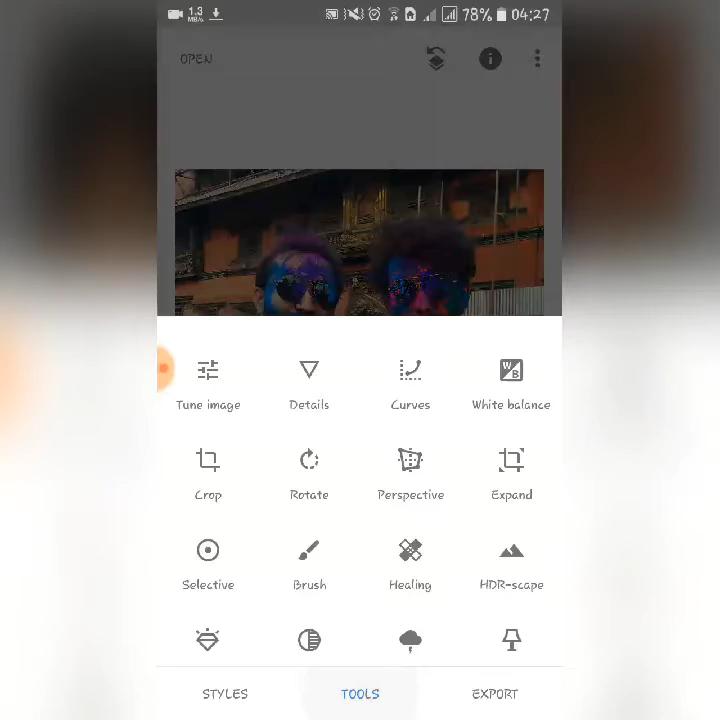 1.3 MB/s 78% 04:27
OPEN
Tune image Details Curves White balance
Crop Rotate Perspective Expand
Selective Brush Healing HDR-scape
STYLES TOOLS EXPORT